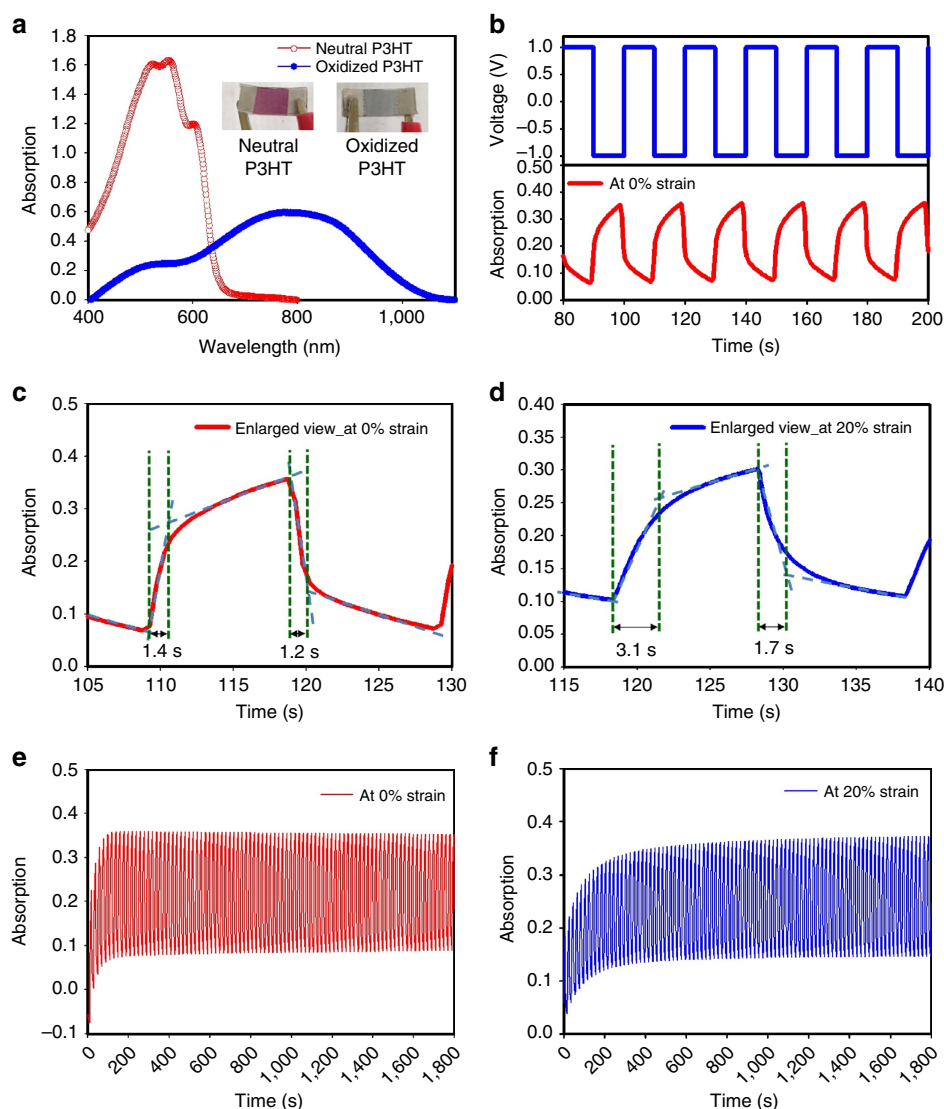 a
1.8
1.6
1.4
1.2
1.0
0.8
0.6
0.4
0.2
0.0
Absorption
Neutral P3HT
Oxidized P3HT
Neutral
P3HT
Oxidized
P3HT
400
600
800
1,000
Wavelength (nm)
b
1.0
0.5
0.0
–0.5
–1.0
Voltage (V)
0.50
0.30
0.10
0.00
Absorption
At 0% strain
80
100
120
140
160
180
200
Time (s)
c
0.5
0.4
0.3
0.2
0.1
0.0
Absorption
Enlarged view_at 0% strain
1.4 s
1.2 s
105
110
115
120
125
130
Time (s)
d
0.40
0.35
0.30
0.25
0.20
0.15
0.10
0.05
0.00
Absorption
Enlarged view_at 20% strain
3.1 s
1.7 s
115
120
125
130
135
140
Time (s)
e
0.5
0.4
0.3
0.2
0.1
0.0
–0.1
Absorption
At 0% strain
0
200
400
600
800
1,000
1,200
1,400
1,600
1,800
Time (s)
f
0.5
0.4
0.3
0.2
0.1
0.0
Absorption
At 20% strain
0
200
400
600
800
1,000
1,200
1,400
1,600
1,800
Time (s)